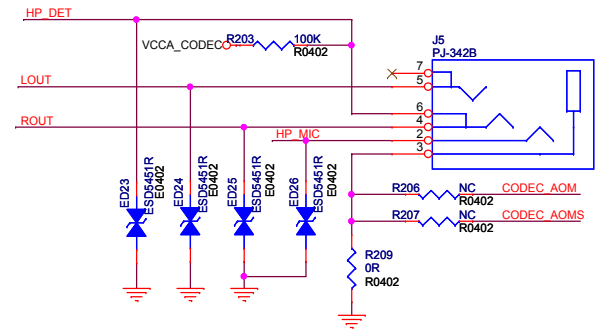 HP_DET
VCCA_CODEC
R203
100K
R0402
J5
PJ-342B
LOUT
ROUT
HP_MIC
7
5
6
4
2
3
ED23
ESD5451R
E0402
ED24
ESD5451R
E0402
ED25
ESD5451R
E0402
ED26
ESD5451R
E0402
R206
NC
R0402
CODEC_AOM
R207
NC
R0402
CODEC_AOMS
R209
0R
R0402